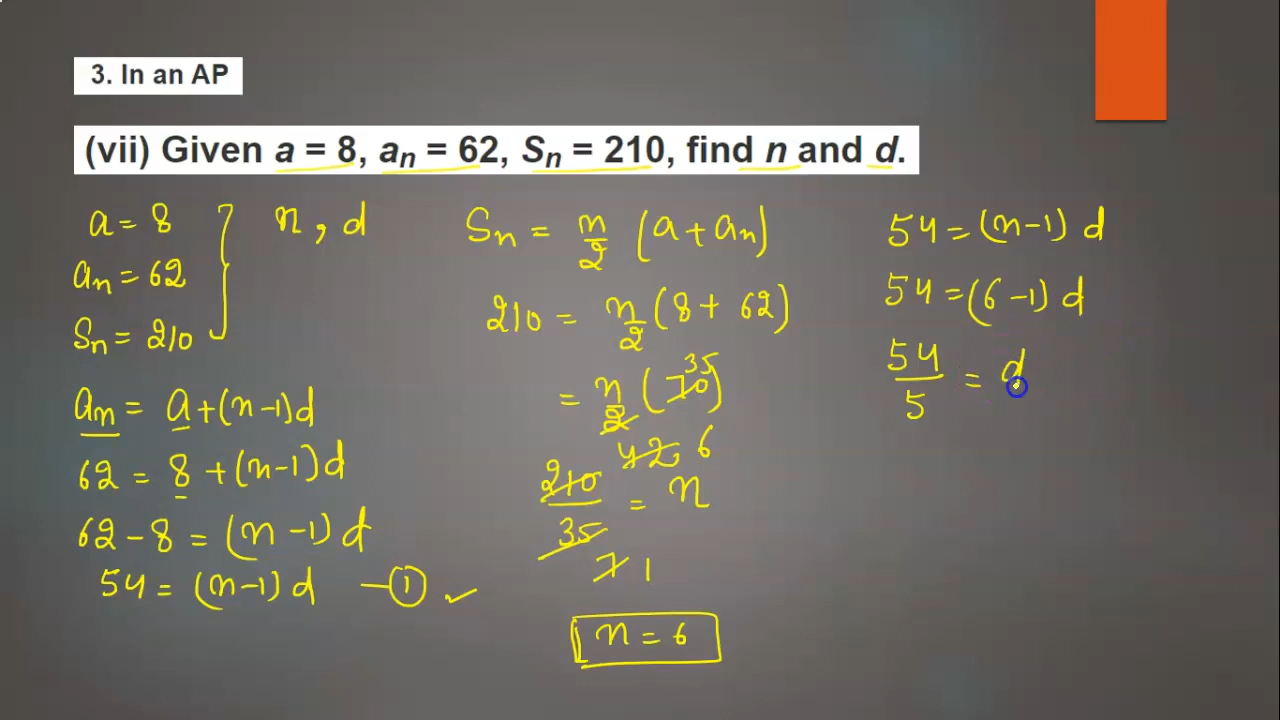 3. In an AP
(vii) Given a = 8, aₙ = 62, Sₙ = 210, find n and d.
a = 8
aₙ = 62
Sₙ = 210
n, d
aₙ = a + (n-1)d
62 = 8 + (n-1)d
62 - 8 = (n-1)d
54 = (n-1)d —①✓
Sₙ = n/2 (a + aₙ)
210 = n/2 (8 + 62)
35
= n/2 (70)
42 6
210/35 = n
7 1
n = 6
54 = (n-1) d
54 = (6-1) d
54/5 = d